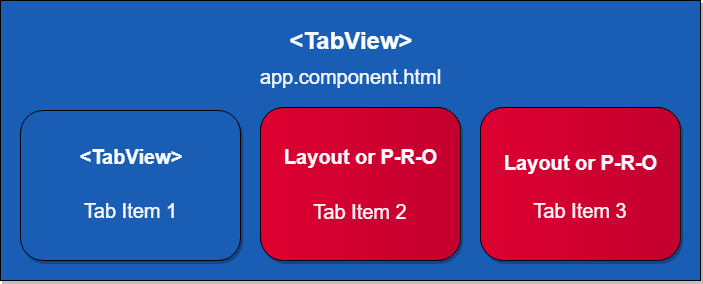 <TabView>
app.component.html
<TabView>
Tab Item 1
Layout or P-R-O
Tab Item 2
Layout or P-R-O
Tab Item 3